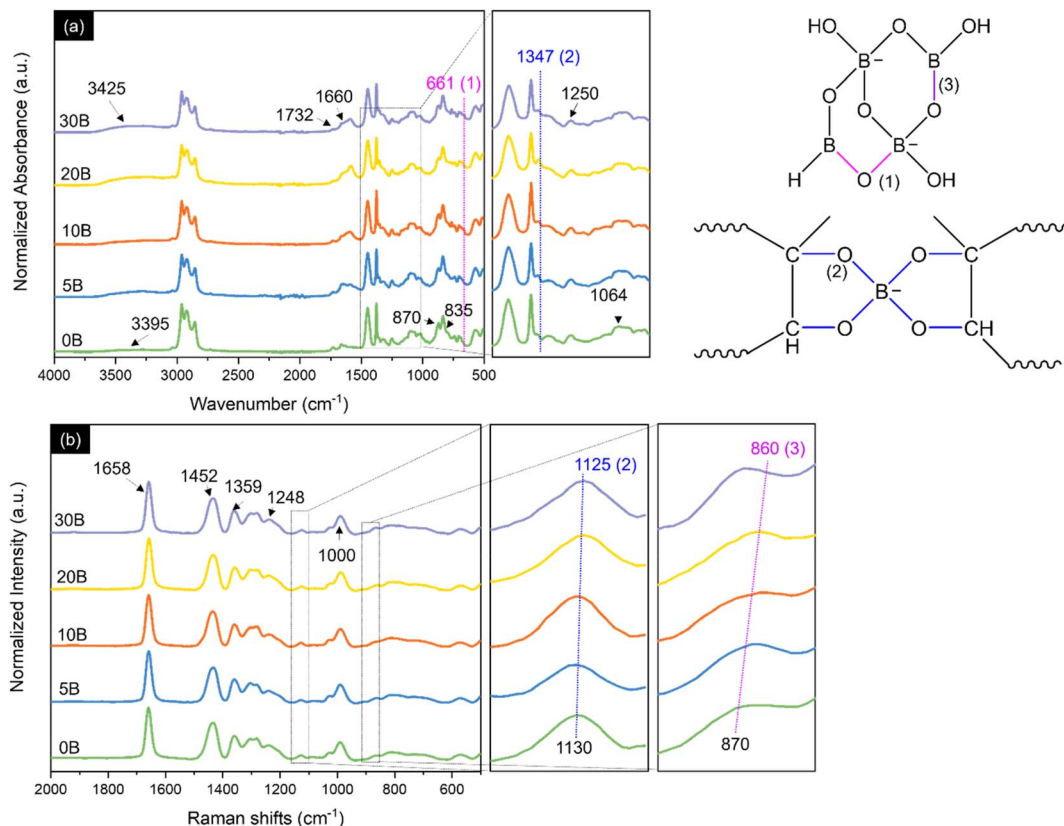 (a)
Normalized Absorbance (a.u.)
3425
1732
1660
661 (1)
1347 (2)
1250
30B
20B
10B
5B
0B
3395
870
835
1064
4000 3500 3000 2500 2000 1500 1000 500
Wavenumber (cm⁻¹)
HO
O
OH
B⁻
B
(3)
O
O
O
B
B⁻
H
O
(1)
OH
C
O
O
C
(2)
B⁻
C
O
O
CH
H
(b)
Normalized Intensity (a.u.)
1658
1452
1359
1248
1000
1125 (2)
860 (3)
30B
20B
10B
5B
0B
1130
870
2000 1800 1600 1400 1200 1000 800 600
Raman shifts (cm⁻¹)